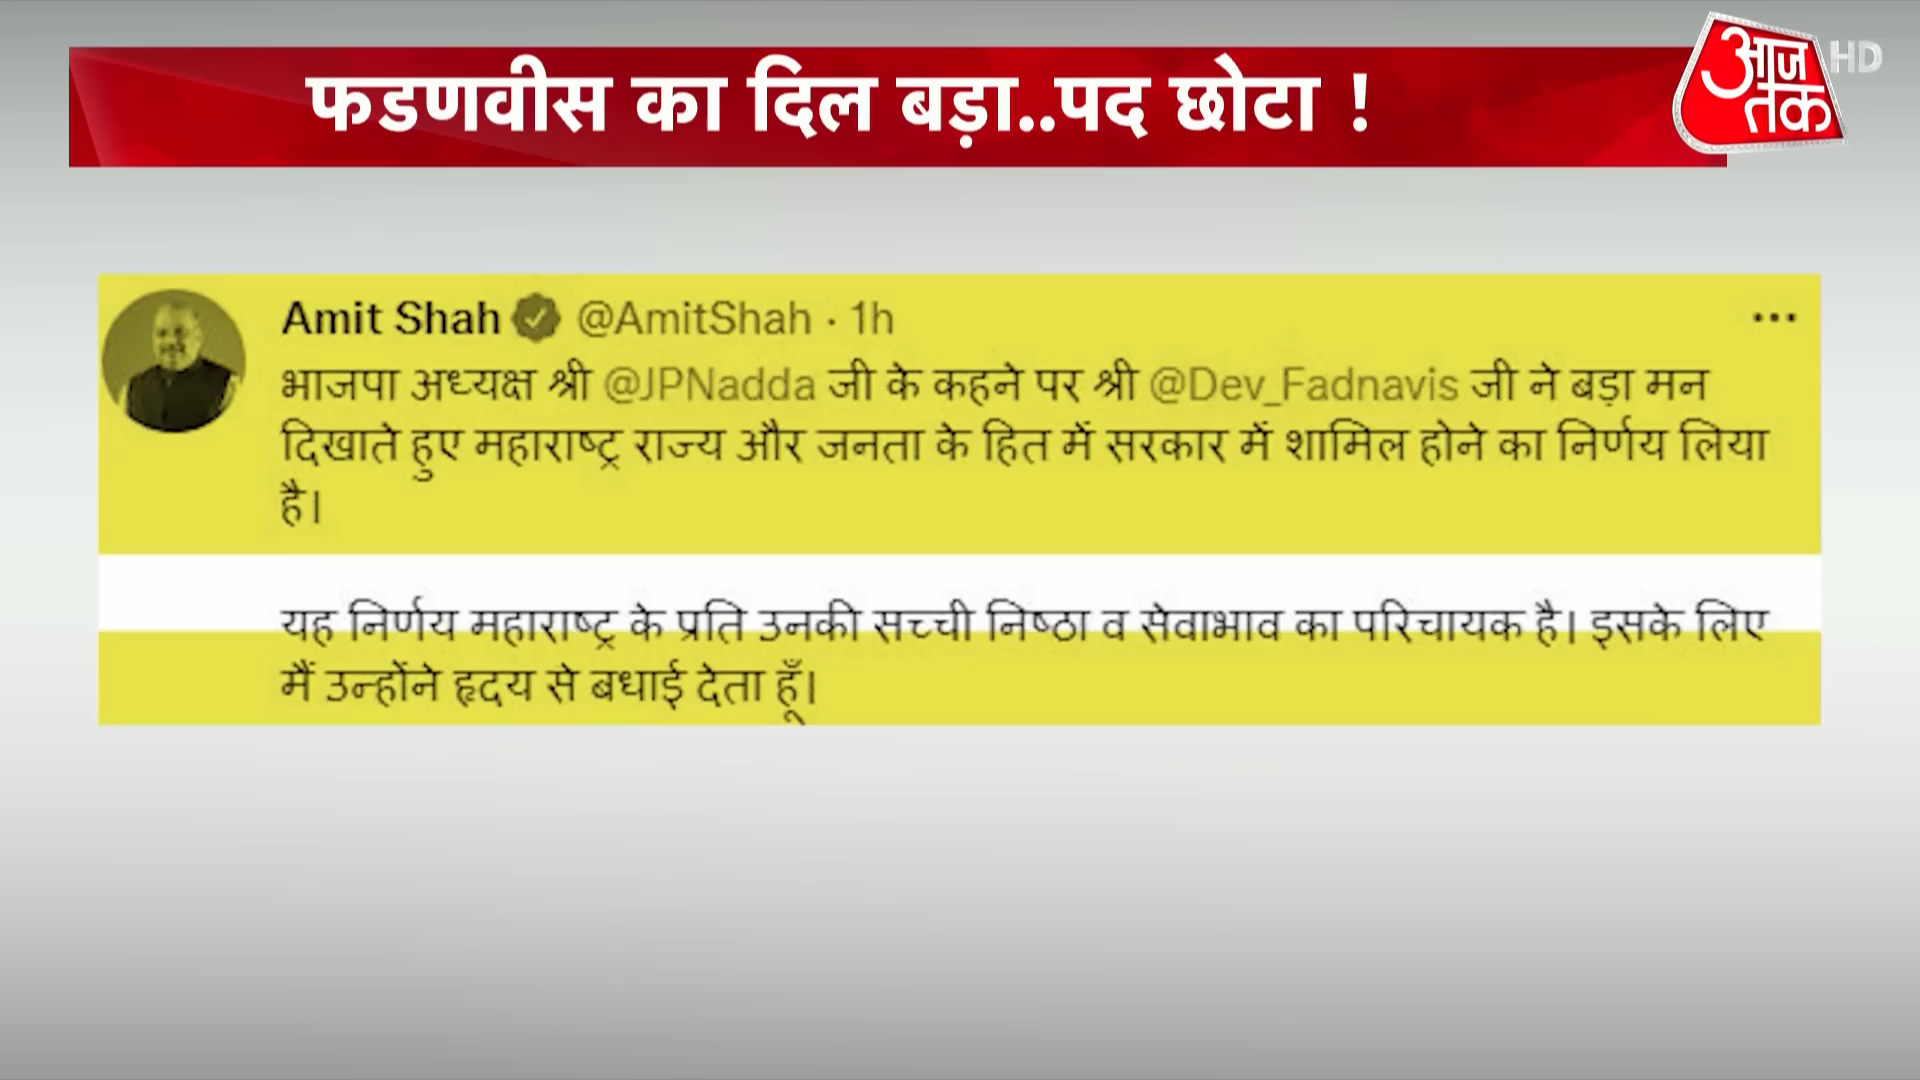 फडणवीस का दिल बड़ा..पद छोटा !
आज
तक
HD
Amit Shah @AmitShah · 1h
भाजपा अध्यक्ष श्री @JPNadda जी के कहने पर श्री @Dev_Fadnavis जी ने बड़ा मन
दिखाते हुए महाराष्ट्र राज्य और जनता के हित में सरकार में शामिल होने का निर्णय लिया
है।
यह निर्णय महाराष्ट्र के प्रति उनकी सच्ची निष्ठा व सेवाभाव का परिचायक है। इसके लिए
मैं उन्होंने हृदय से बधाई देता हूँ।